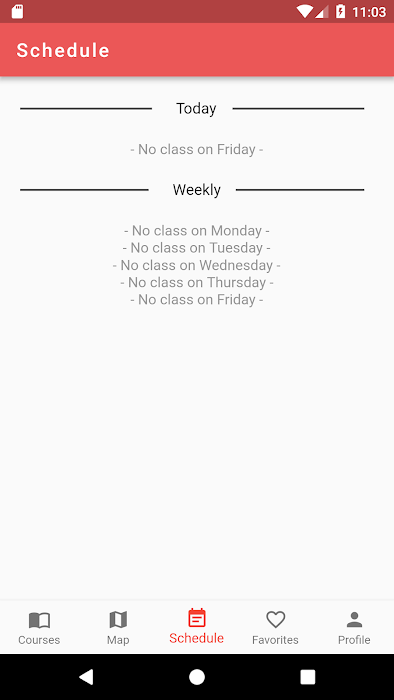 11:03
Schedule
Today
- No class on Friday -
Weekly
- No class on Monday -
- No class on Tuesday -
- No class on Wednesday -
- No class on Thursday -
- No class on Friday -
Courses Map Schedule Favorites Profile